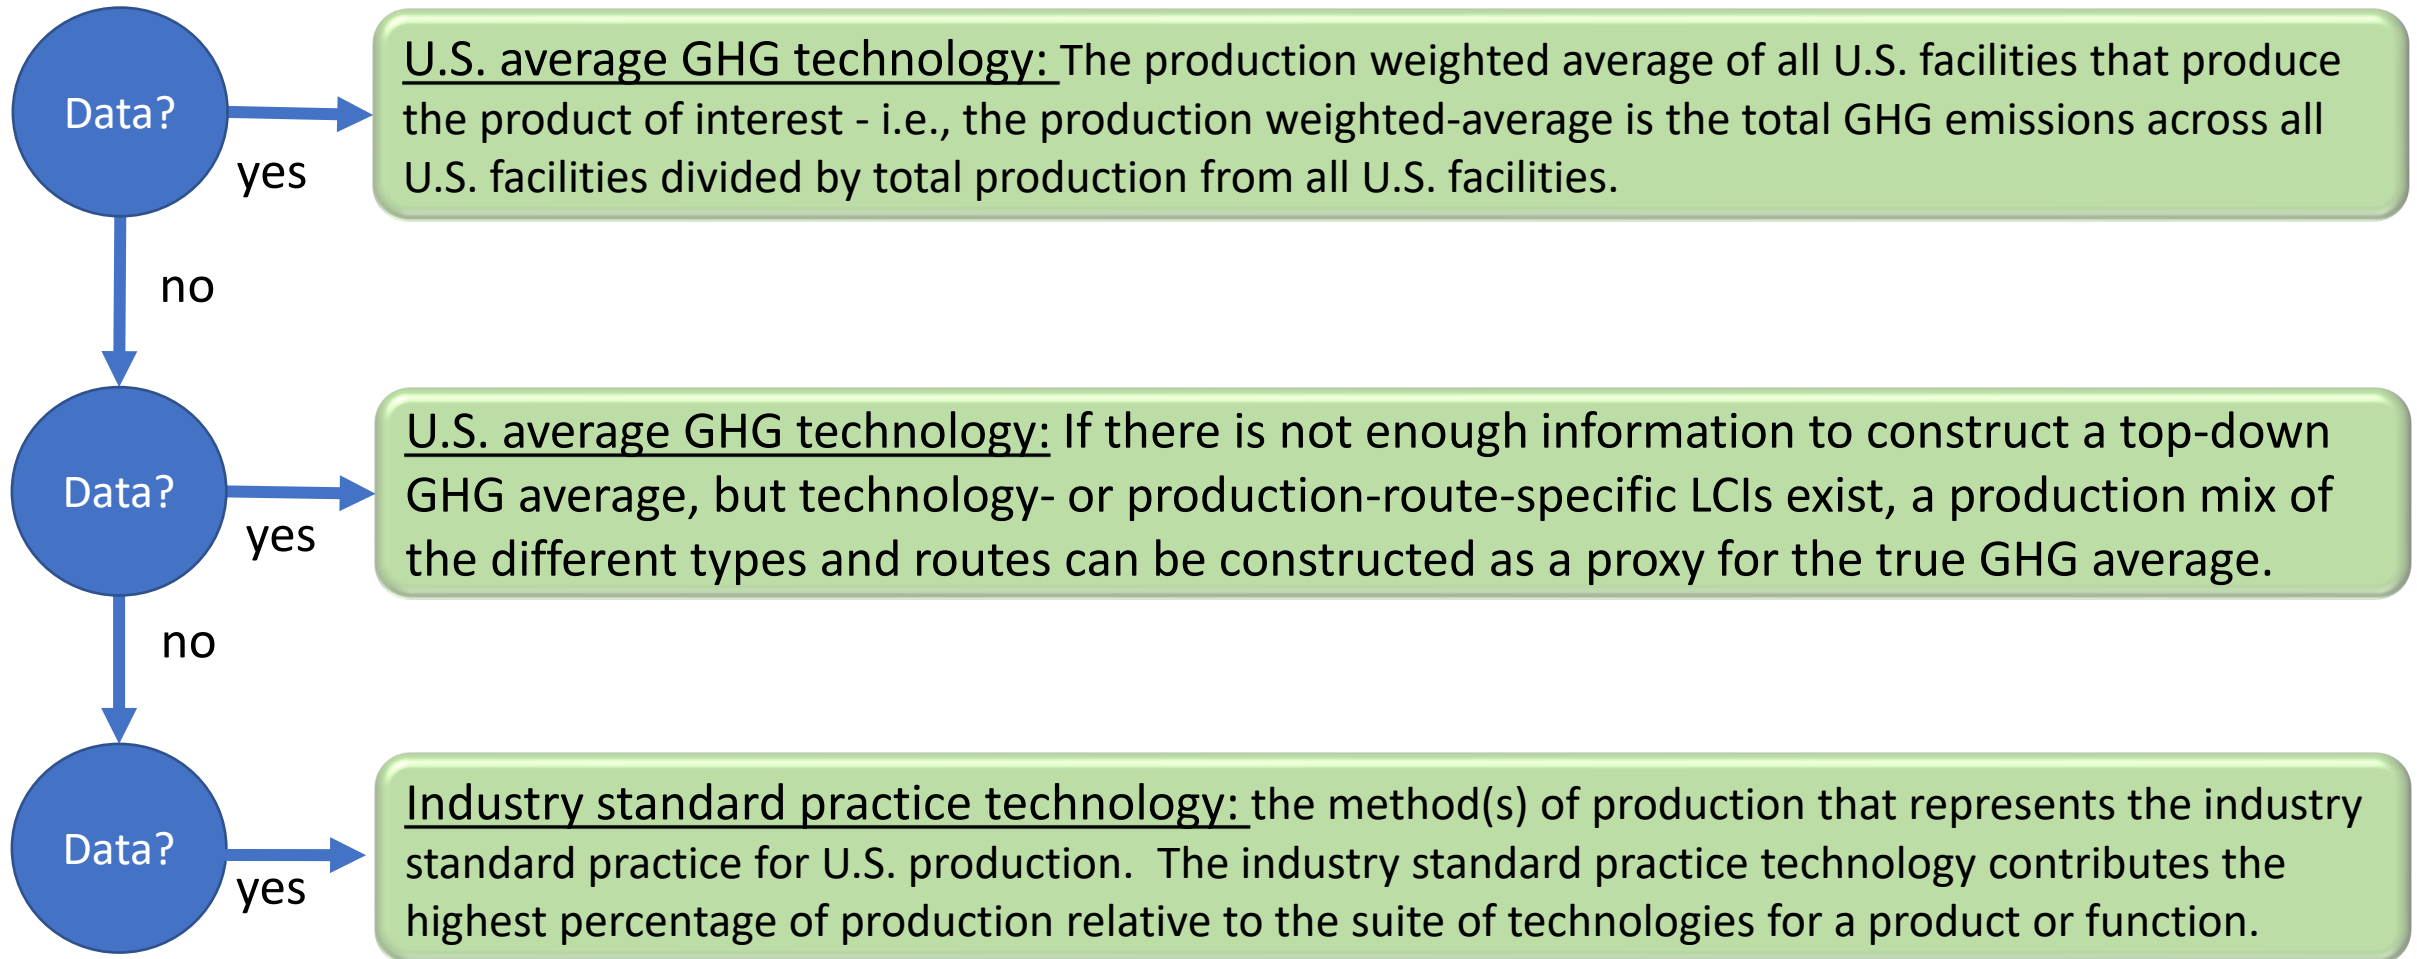 Data?
yes
U.S. average GHG technology: The production weighted average of all U.S. facilities that produce
the product of interest - i.e., the production weighted-average is the total GHG emissions across all
U.S. facilities divided by total production from all U.S. facilities.
no
Data?
yes
U.S. average GHG technology: If there is not enough information to construct a top-down
GHG average, but technology- or production-route-specific LCIs exist, a production mix of
the different types and routes can be constructed as a proxy for the true GHG average.
no
Data?
yes
Industry standard practice technology: the method(s) of production that represents the industry
standard practice for U.S. production.  The industry standard practice technology contributes the
highest percentage of production relative to the suite of technologies for a product or function.